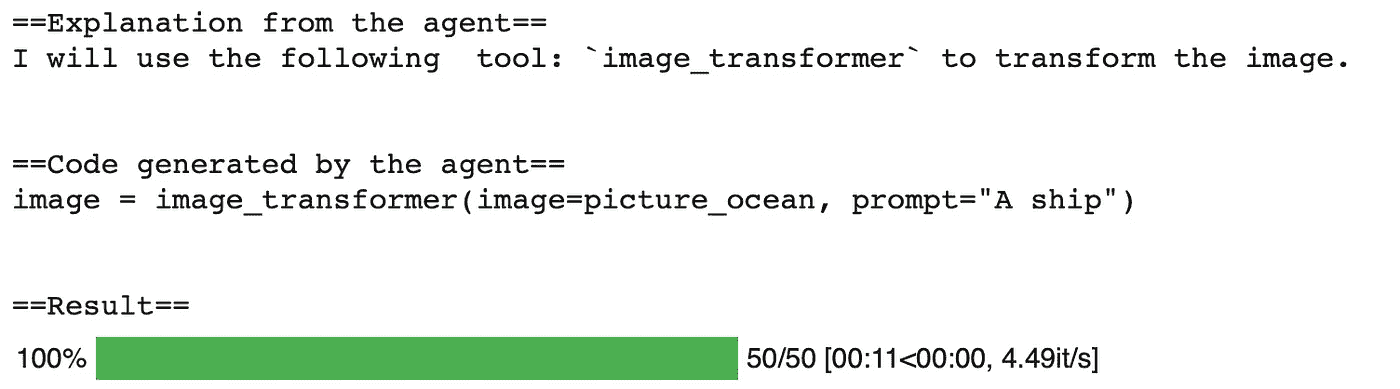 ==Explanation from the agent==
I will use the following  tool: `image_transformer` to transform the image.
==Code generated by the agent==
image = image_transformer(image=picture_ocean, prompt="A ship")
==Result==
100% 50/50 [00:11<00:00, 4.49it/s]